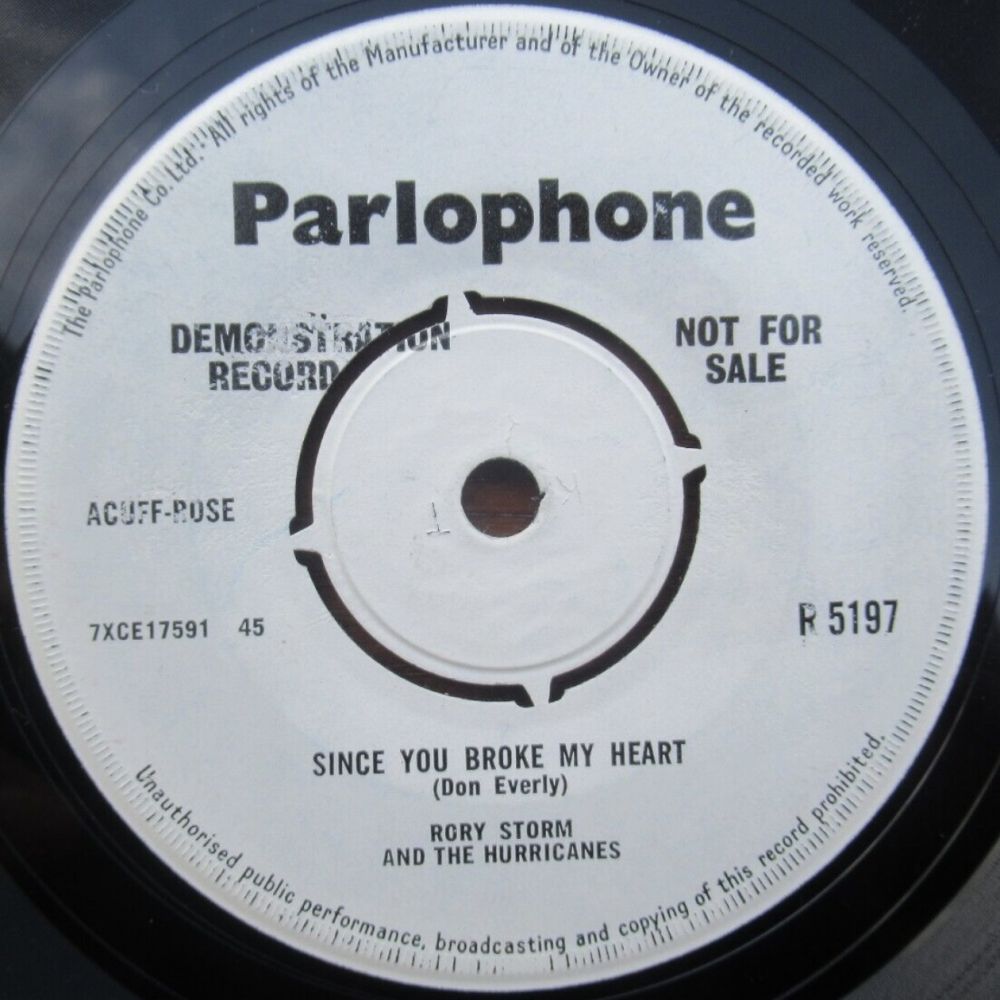 The Parlophone Co. Ltd. All rights of the Manufacturer and of the Owner of the recorded work reserved.
Parlophone
DEMONSTRATION
RECORD
NOT FOR
SALE
ACUFF-ROSE
7XCE17591 45
R 5197
T
SINCE YOU BROKE MY HEART
(Don Everly)
RORY STORM
AND THE HURRICANES
Unauthorised public performance, broadcasting and copying of this record prohibited.